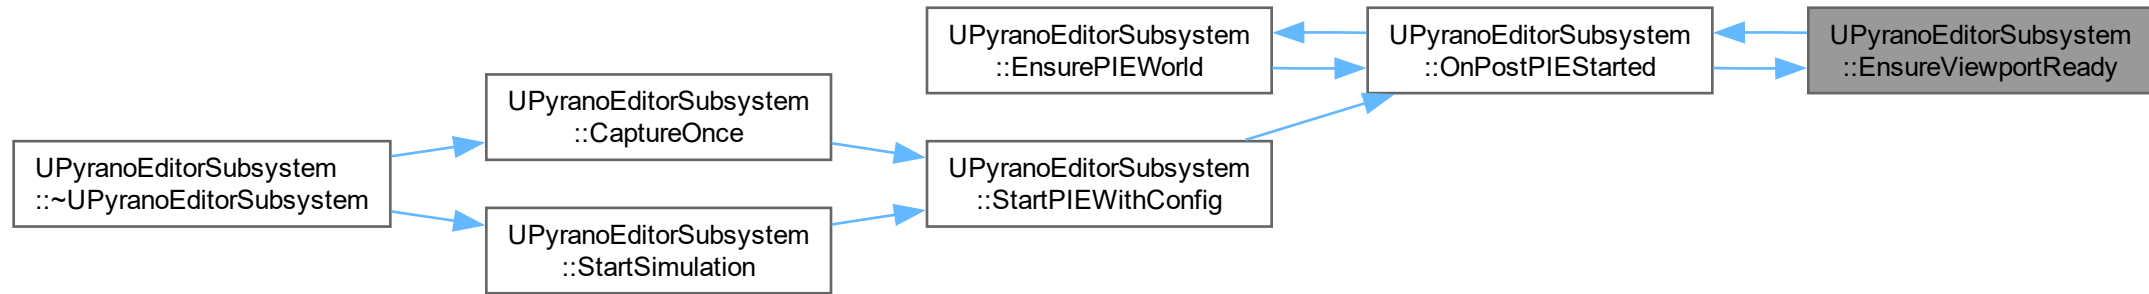 UPyranoEditorSubsystem
::~UPyranoEditorSubsystem
UPyranoEditorSubsystem
::CaptureOnce
UPyranoEditorSubsystem
::StartSimulation
UPyranoEditorSubsystem
::EnsurePIEWorld
UPyranoEditorSubsystem
::StartPIEWithConfig
UPyranoEditorSubsystem
::OnPostPIEStarted
UPyranoEditorSubsystem
::EnsureViewportReady